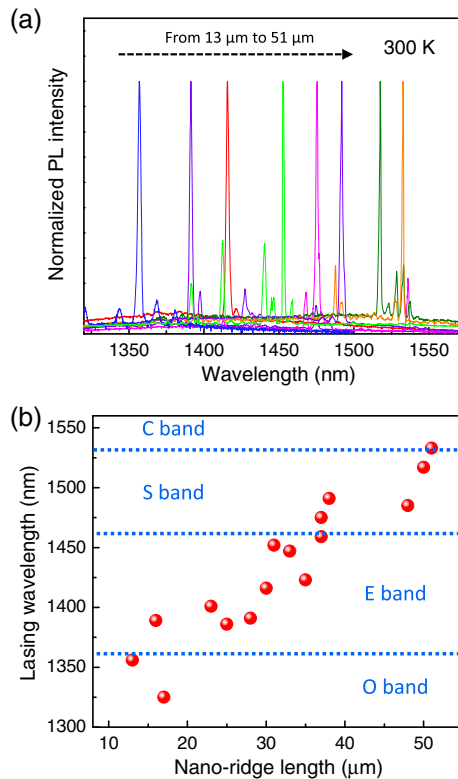 (a)
From 13 μm to 51 μm
300 K
Normalized PL intensity
1350 1400 1450 1500 1550
Wavelength (nm)
(b)
1550
1500
1450
1400
1350
1300
C band
S band
E band
O band
Lasing wavelength (nm)
10 20 30 40 50
Nano-ridge length (μm)